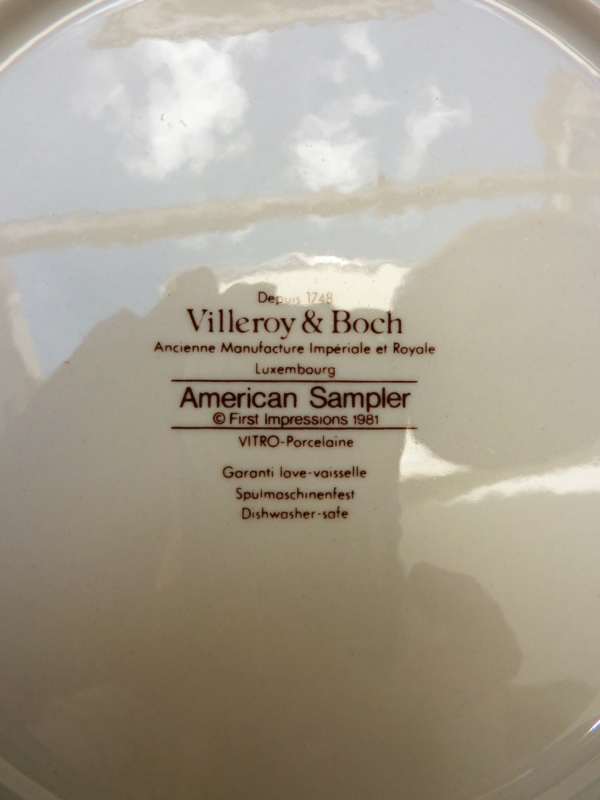 Depuis 1748
Villeroy & Boch
Ancienne Manufacture Impériale et Royale
Luxembourg
American Sampler
© First Impressions 1981
VITRO-Porcelaine
Garanti lave-vaisselle
Spülmaschinenfest
Dishwasher-safe